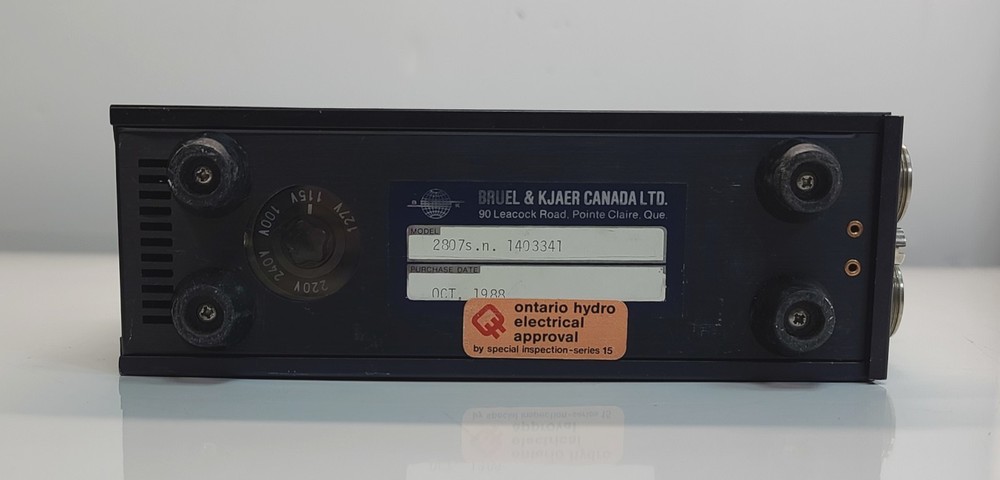 115V
127V
100V
240V
220V
B K
BRUEL & KJAER CANADA LTD.
90 Leacock Road, Pointe Claire, Que.
MODEL
2807s.n. 1403341
PURCHASE DATE
OCT. 1988
ontario hydro
electrical
approval
by special inspection-series 15